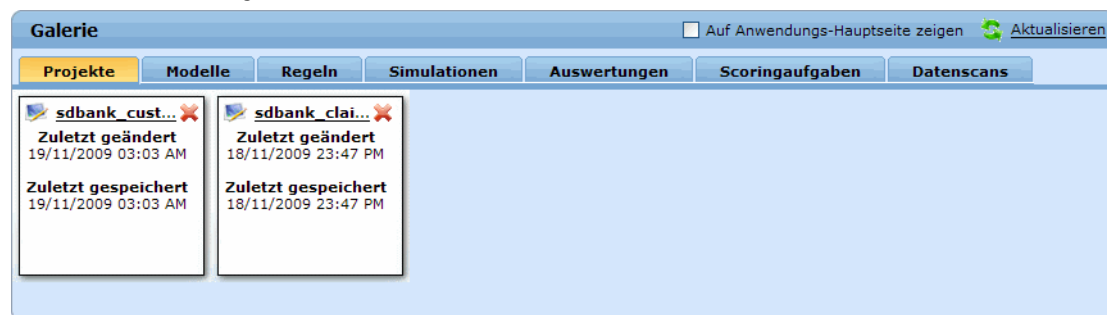 Galerie
Auf Anwendungs-Hauptseite zeigen Aktualisieren
Projekte Modelle Regeln Simulationen Auswertungen Scoringaufgaben Datenscans
sdbank_cust...
Zuletzt geändert
19/11/2009 03:03 AM
Zuletzt gespeichert
19/11/2009 03:03 AM
sdbank_clai...
Zuletzt geändert
18/11/2009 23:47 PM
Zuletzt gespeichert
18/11/2009 23:47 PM